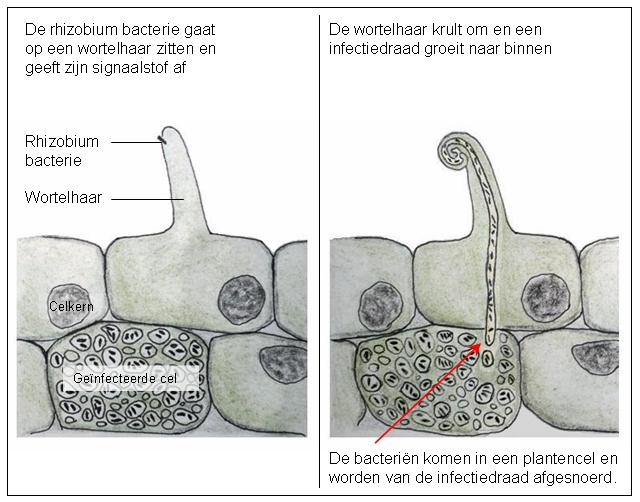 De rhizobium bacterie gaat
op een wortelhaar zitten en
geeft zijn signaalstof af
Rhizobium
bacterie
Wortelhaar
Celkern
Geïnfecteerde cel
De wortelhaar krult om en een
infectiedraad groeit naar binnen
De bacteriën komen in een plantencel en
worden van de infectiedraad afgesnoerd.